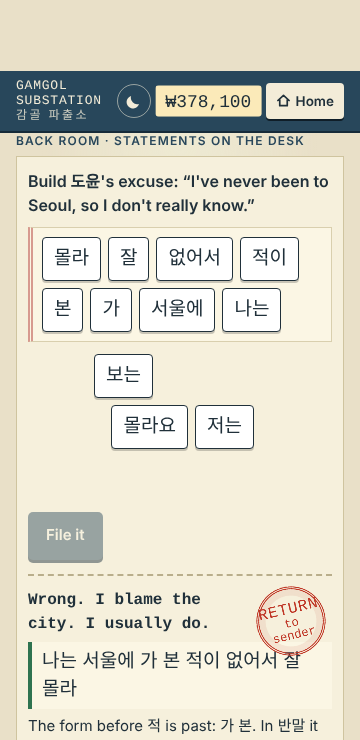 GAMGOL
SUBSTATION
감골 파출소
₩378,100
Home
BACK ROOM · STATEMENTS ON THE DESK
Build 도윤's excuse: “I've never been to
Seoul, so I don't really know.”
몰라 잘 없어서 적이
본 가 서울에 나는
보는
몰라요 저는
File it
Wrong. I blame the
city. I usually do.
RETURN
to
sender
나는 서울에 가 본 적이 없어서 잘
몰라
The form before 적 is past: 가 본. In 반말 it